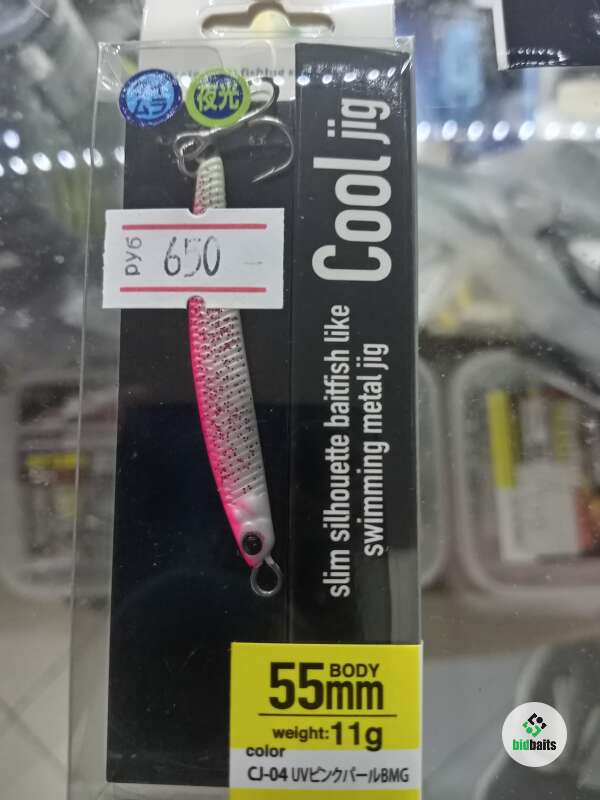 ムラ
夜光
руб 650
Cool jig
slim silhouette baitfish like
swimming metal jig
BODY
55mm
weight:11g
color
CJ-04 UVピンクパールBMG
bidbaits